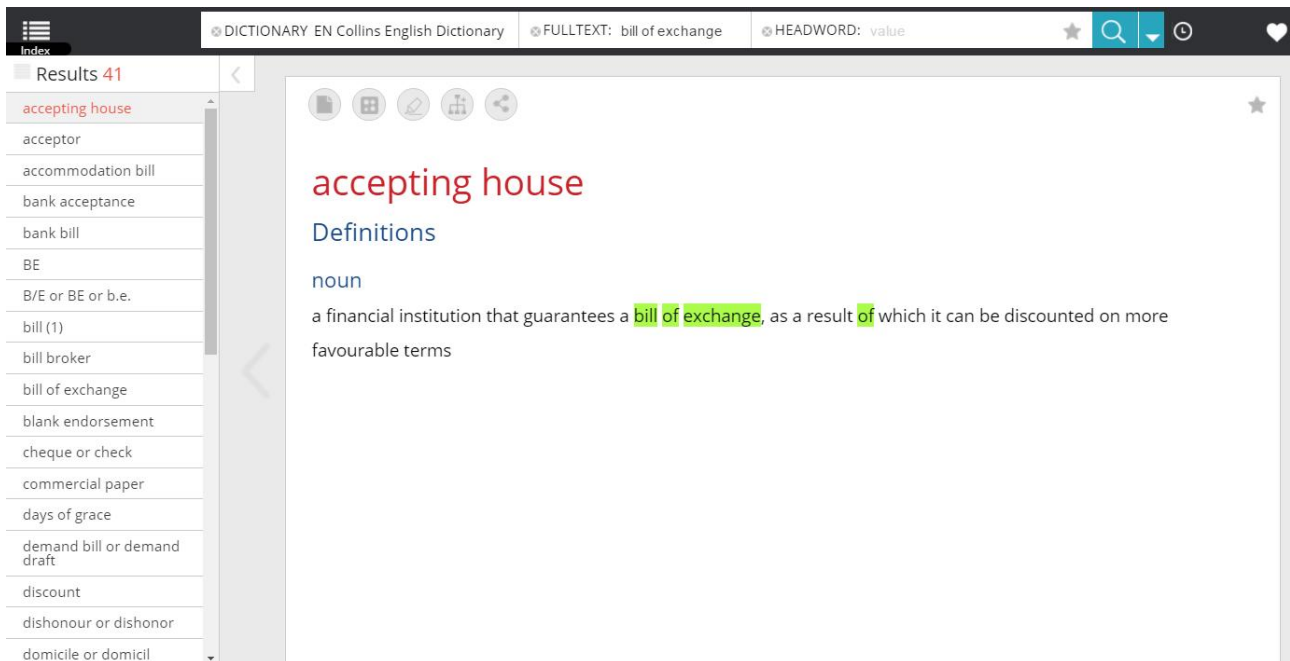 DICTIONARY EN Collins English Dictionary FULLTEXT: bill of exchange HEADWORD: value
Index
Results 41
accepting house
acceptor
accommodation bill
bank acceptance
bank bill
BE
B/E or BE or b.e.
bill (1)
bill broker
bill of exchange
blank endorsement
cheque or check
commercial paper
days of grace
demand bill or demand
draft
discount
dishonour or dishonor
domicile or domicil
accepting house
Definitions
noun
a financial institution that guarantees a bill of exchange, as a result of which it can be discounted on more
favourable terms